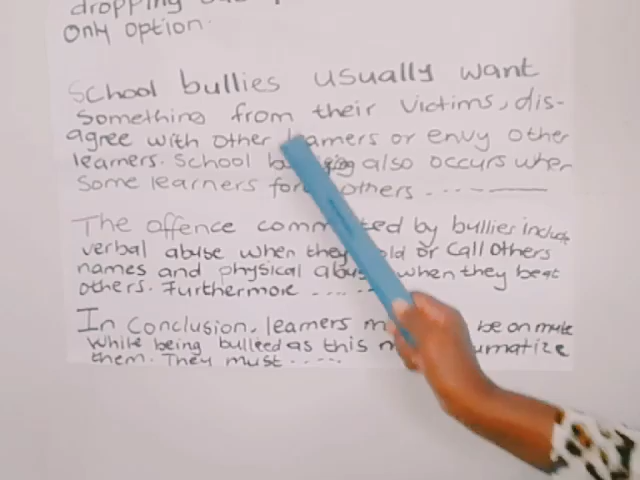 dropping out
only option.
School bullies usually want
something from their victims, dis-
agree with other learners or envy other
learners. School also occurs when
some learners others ..........
The offence by bullies include
verbal abuse when they or call others
names and physical when they beat
others. Furthermore ......
In conclusion, learners be on mute
while being bulleed as this
them. They must .....